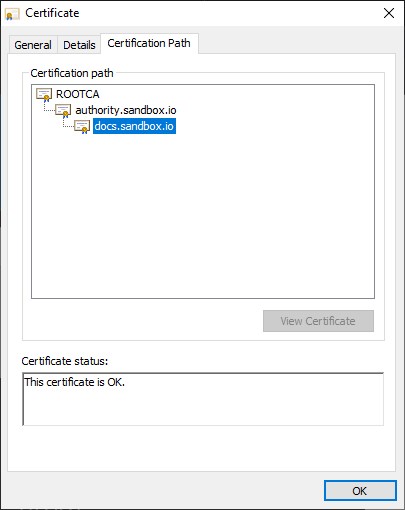 Certificate
General
Details
Certification Path
Certification path
ROOTCA
authority.sandbox.io
docs.sandbox.io
View Certificate
Certificate status:
This certificate is OK.
OK